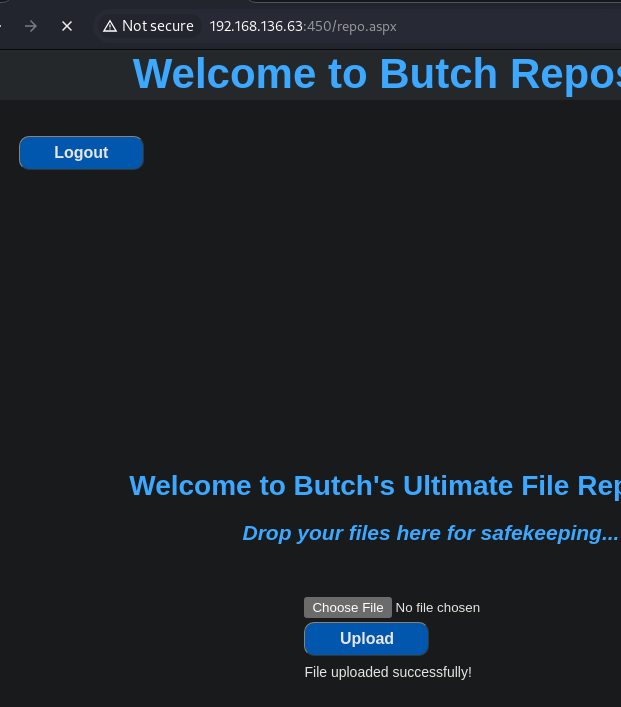 Not secure 192.168.136.63:450/repo.aspx
Welcome to Butch Repos
Logout
Welcome to Butch's Ultimate File Rep
Drop your files here for safekeeping...
Choose File No file chosen
Upload
File uploaded successfully!